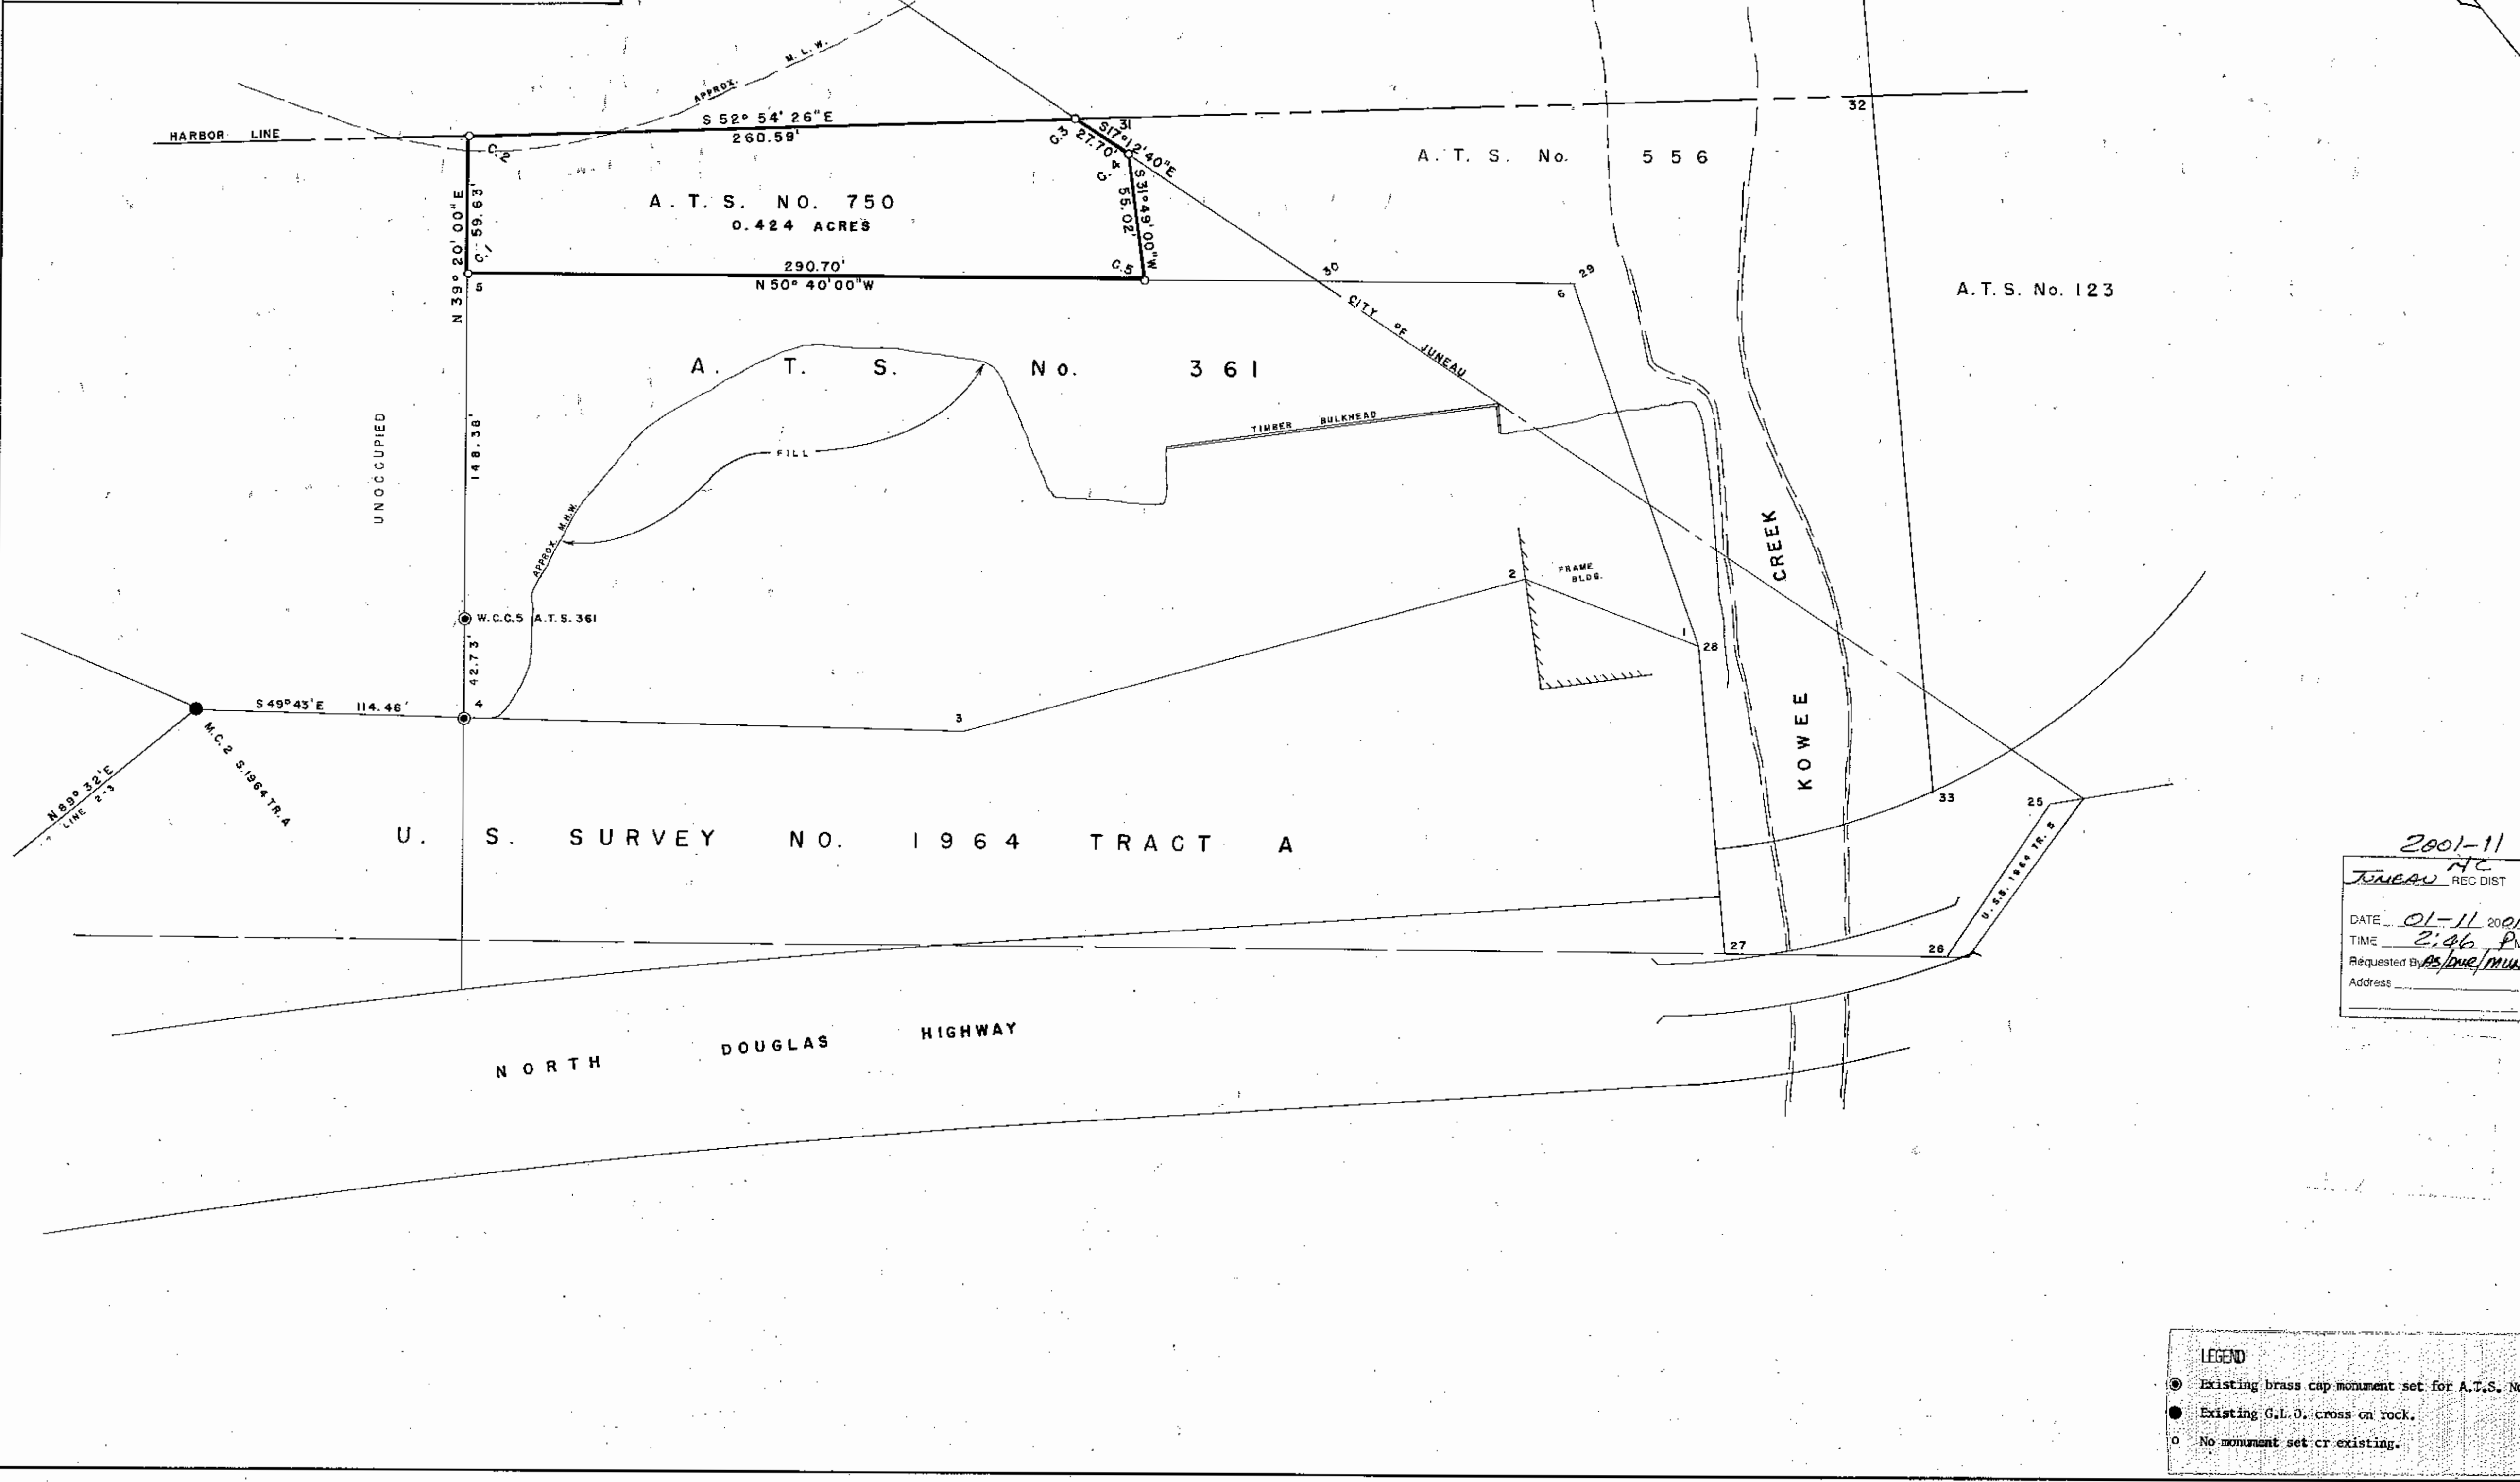 APPROX. M. L. W.
HARBOR LINE
S 52° 54' 26" E
260.59'
C. 2
C. 3
31
S17°12'40"E
27.70'
C. 4
S 31° 49' 00" W
55.02'
C. 5
32
A. T. S. No. 556
A. T. S. NO. 750
0.424 ACRES
N 39° 20' 00" E
59.63'
C. 1
5
290.70'
N 50° 40' 00" W
30
29
6
CITY OF JUNEAU
A.T.S. No. 123
A. T. S. No. 361
UNOCCUPIED
148.38'
FILL
TIMBER BULKHEAD
APPROX. M.H.W.
CREEK
KOWEE
2
FRAME
BLDG.
1
28
W.C.C.5 A.T.S. 361
42.73'
4
S 49° 43' E 114.46'
3
M.C. 2 S.1964 TR. A
N 89° 32' E
LINE 2-3
33
25
U.S.S. 1964 TR. B
U. S. SURVEY NO. 1964 TRACT A
27
26
NORTH DOUGLAS HIGHWAY
2001-11
NC
JUNEAU REC DIST
DATE 01-11 2001
TIME 2:46 PM
Requested By AS/DNR/
Address
LEGEND
Existing brass cap monument set for A.T.S. No
Existing G.L.O. cross on rock.
No monument set or existing.